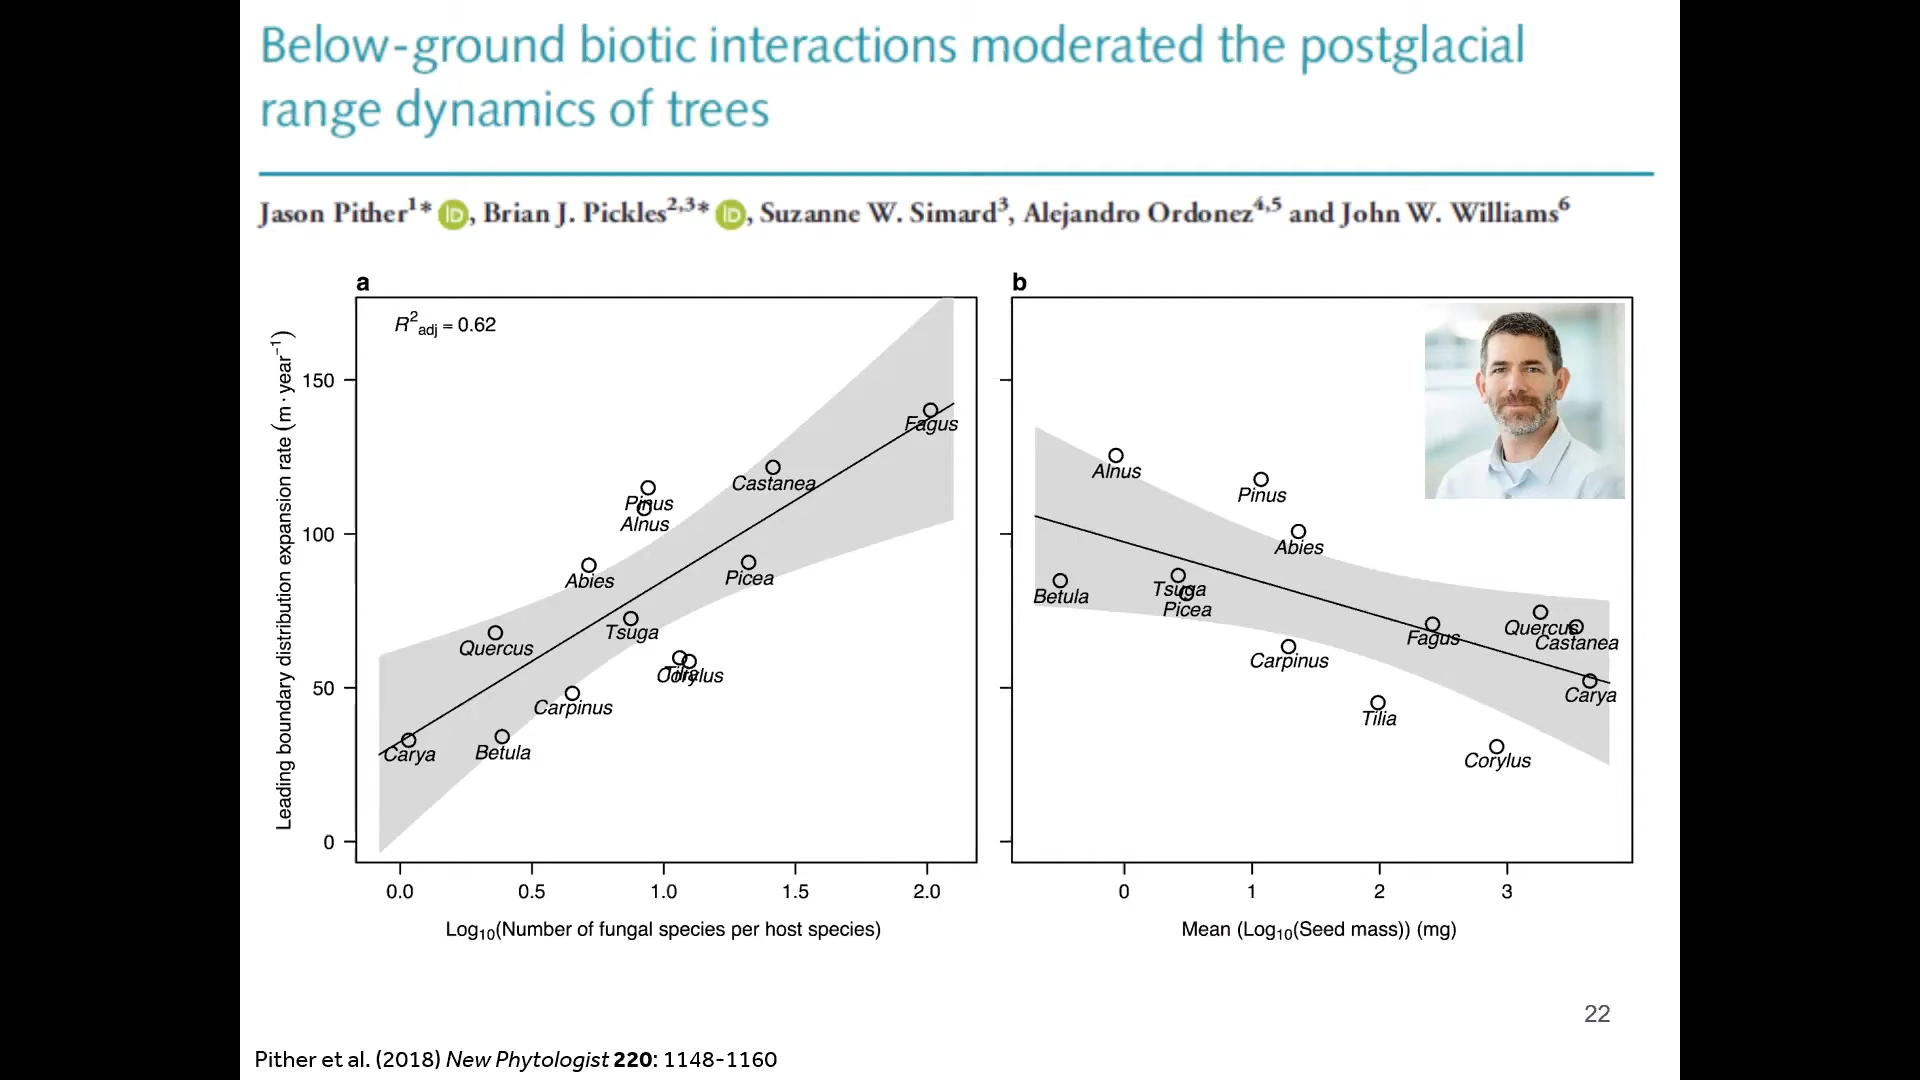 Below-ground biotic interactions moderated the postglacial
range dynamics of trees
Jason Pither1* iD, Brian J. Pickles2,3* iD, Suzanne W. Simard3, Alejandro Ordonez4,5 and John W. Williams6
a
R2adj = 0.62
Leading boundary distribution expansion rate (m · year−1)
150
100
50
0
Fagus
Castanea
Pinus
Alnus
Abies
Picea
Tsuga
Quercus
Tilia
Corylus
Carpinus
Betula
Carya
0.0 0.5 1.0 1.5 2.0
Log10(Number of fungal species per host species)
b
Alnus
Pinus
Abies
Tsuga
Betula
Picea
Quercus
Fagus
Castanea
Carpinus
Carya
Tilia
Corylus
0 1 2 3
Mean (Log10(Seed mass)) (mg)
22
Pither et al. (2018) New Phytologist 220: 1148-1160